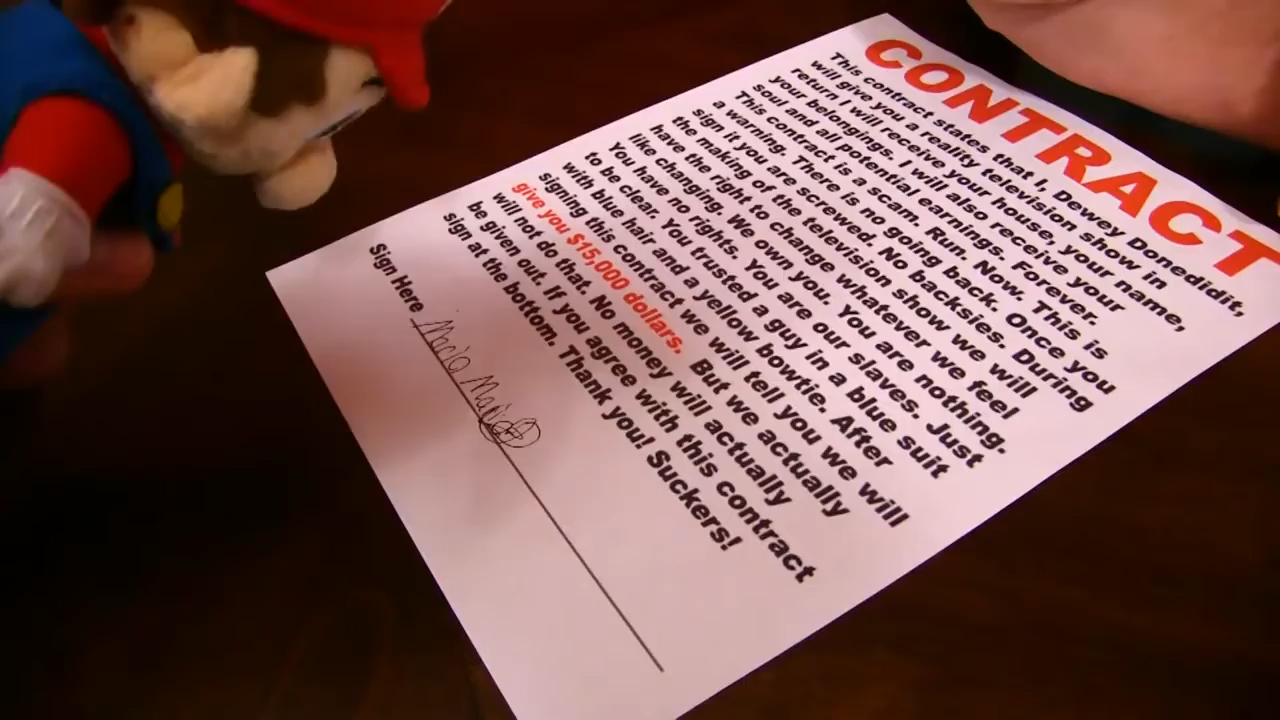 CONTRACT
This contract states that I, Dewey Donedidit,
will give you a reality television show in
return I will receive your house, your name,
your belongings. I will also receive your
soul and all potential earnings. Forever.
This contract is a scam. Run. Now. This is
a warning. There is no going back. Once you
sign it you are screwed. No backsies. During
the making of the television show we will
have the right to change whatever we feel
like changing. We own you. You are nothing.
You have no rights. You are our slaves. Just
to be clear. You trusted a guy in a blue suit
with blue hair and a yellow bowtie. After
signing this contract we will tell you we will
give you $15,000 dollars. But we actually
will not do that. No money will actually
be given out. If you agree with this contract
sign at the bottom. Thank you! Suckers!
Sign Here Mario Mario